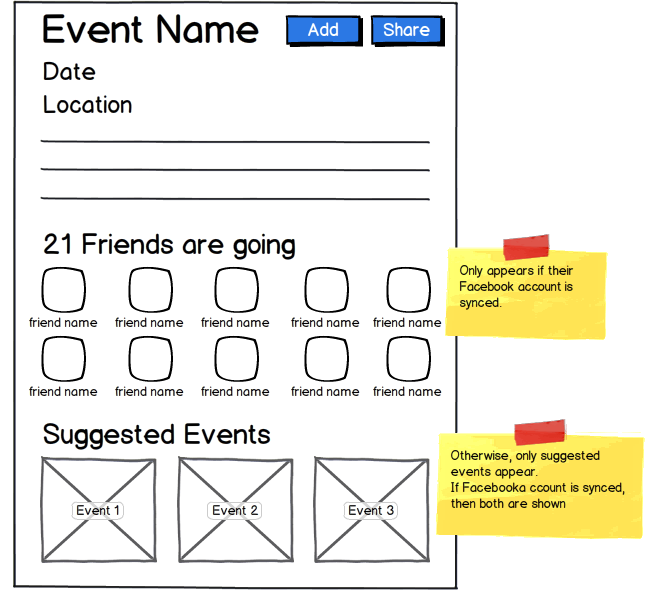 Event Name
Add
Share
Date
Location
21 Friends are going
Only appears if their
Facebook account is
synced.
friend name friend name friend name friend name friend name
friend name friend name friend name friend name friend name
Suggested Events
Otherwise, only suggested
events appear.
If Facebooka ccount is synced,
then both are shown
Event 1
Event 2
Event 3